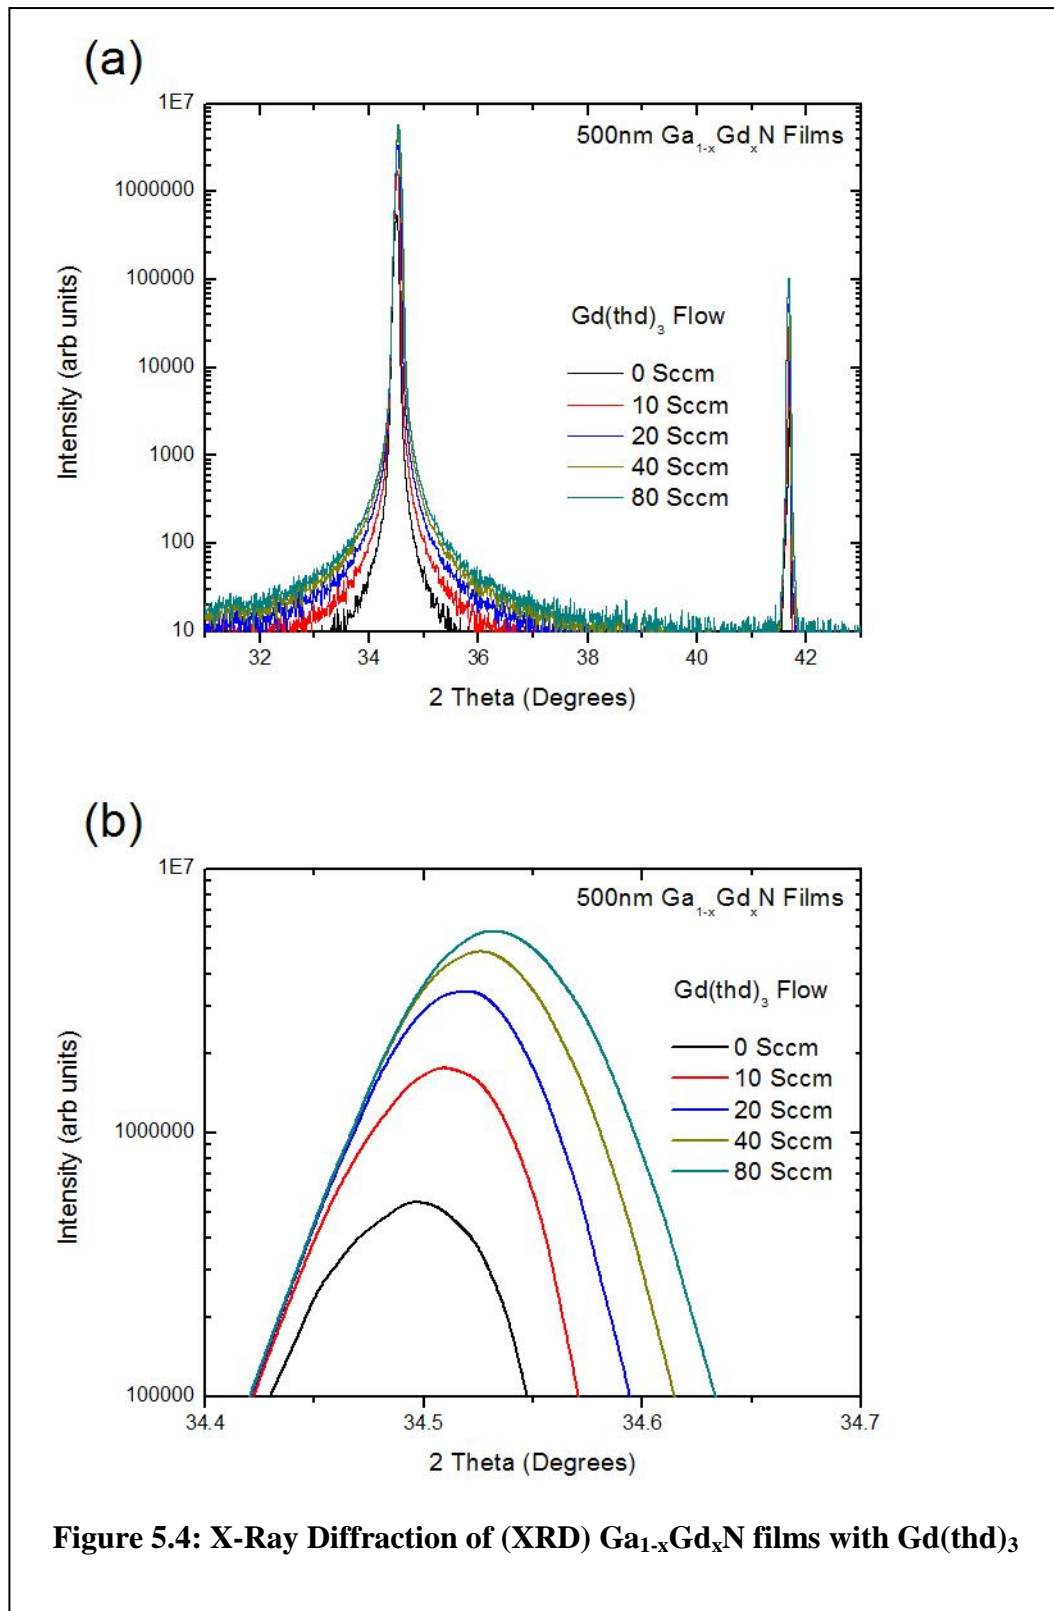 (a)
1E7
1000000
100000
10000
1000
100
10
Intensity (arb units)
500nm Ga₁₋ₓGdₓN Films
Gd(thd)₃ Flow
0 Sccm
10 Sccm
20 Sccm
40 Sccm
80 Sccm
32 34 36 38 40 42
2 Theta (Degrees)
(b)
1E7
1000000
100000
Intensity (arb units)
500nm Ga₁₋ₓGdₓN Films
Gd(thd)₃ Flow
0 Sccm
10 Sccm
20 Sccm
40 Sccm
80 Sccm
34.4 34.5 34.6 34.7
2 Theta (Degrees)
Figure 5.4: X-Ray Diffraction of (XRD) Ga₁₋ₓGdₓN films with Gd(thd)₃